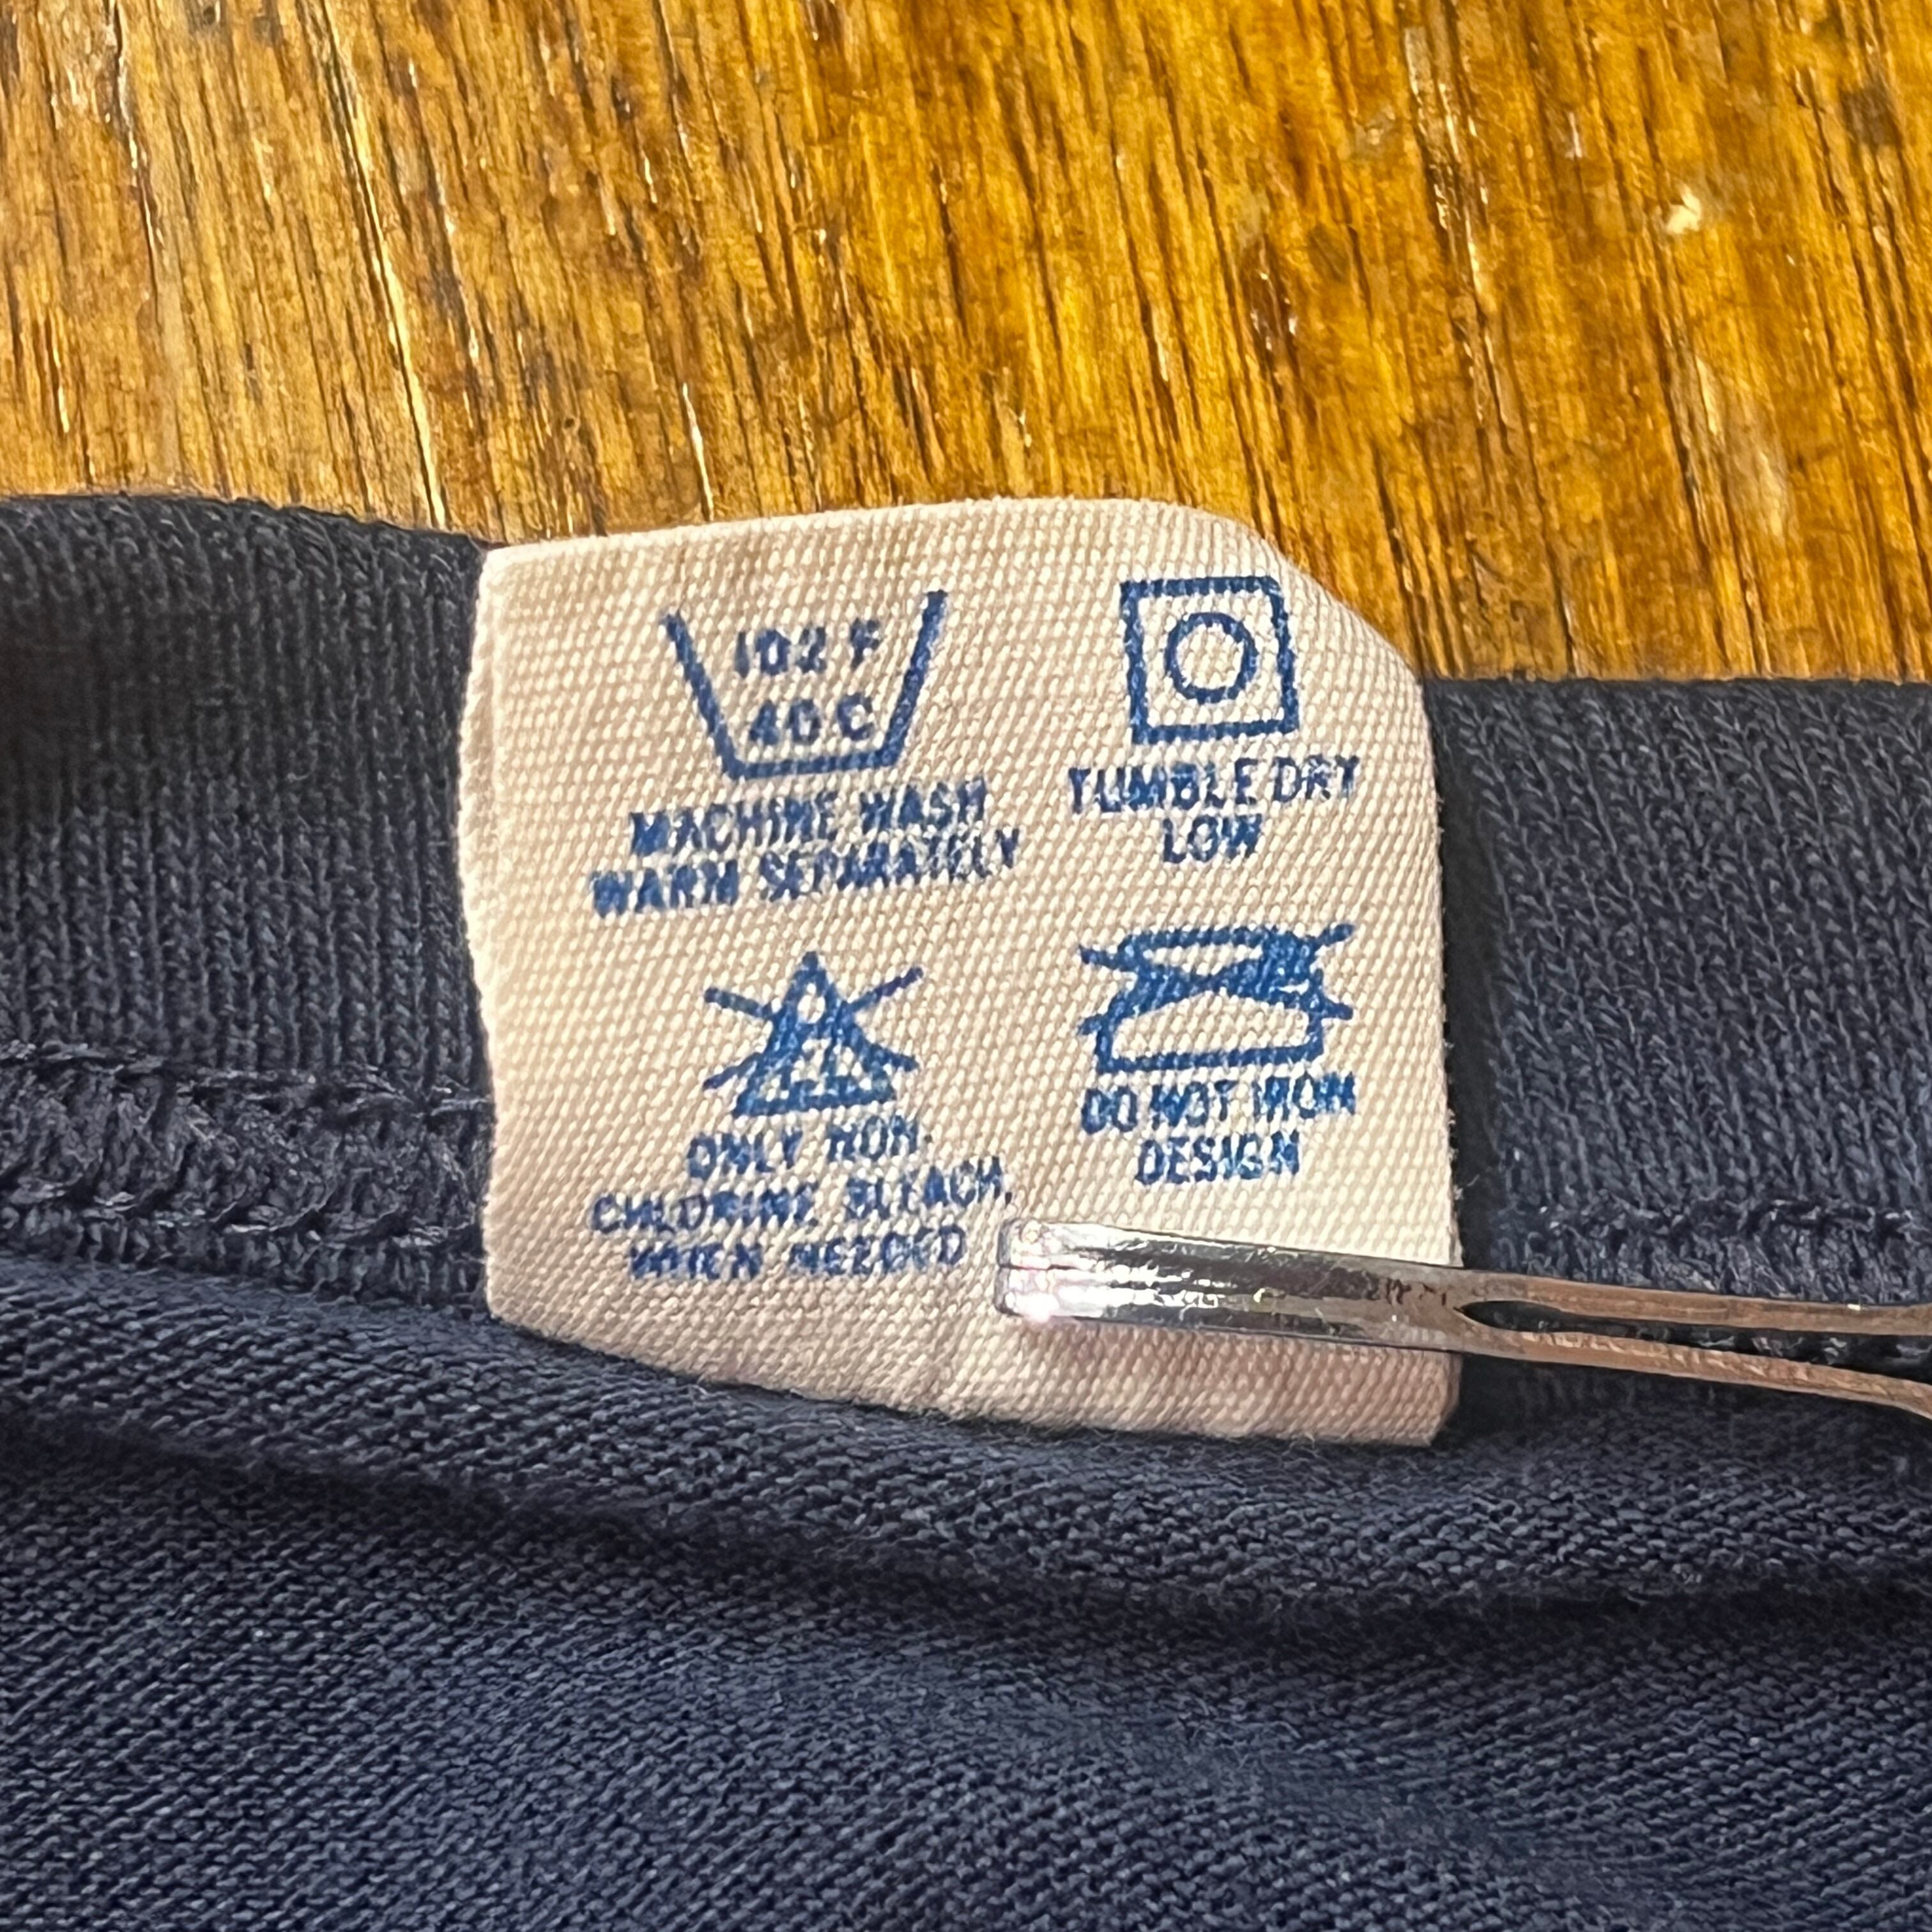 102 F
40 C
MACHINE WASH
WARM SEPARATELY
TUMBLE DRY
LOW
ONLY NON-
CHLORINE BLEACH,
WHEN NEEDED
DO NOT IRON
DESIGN